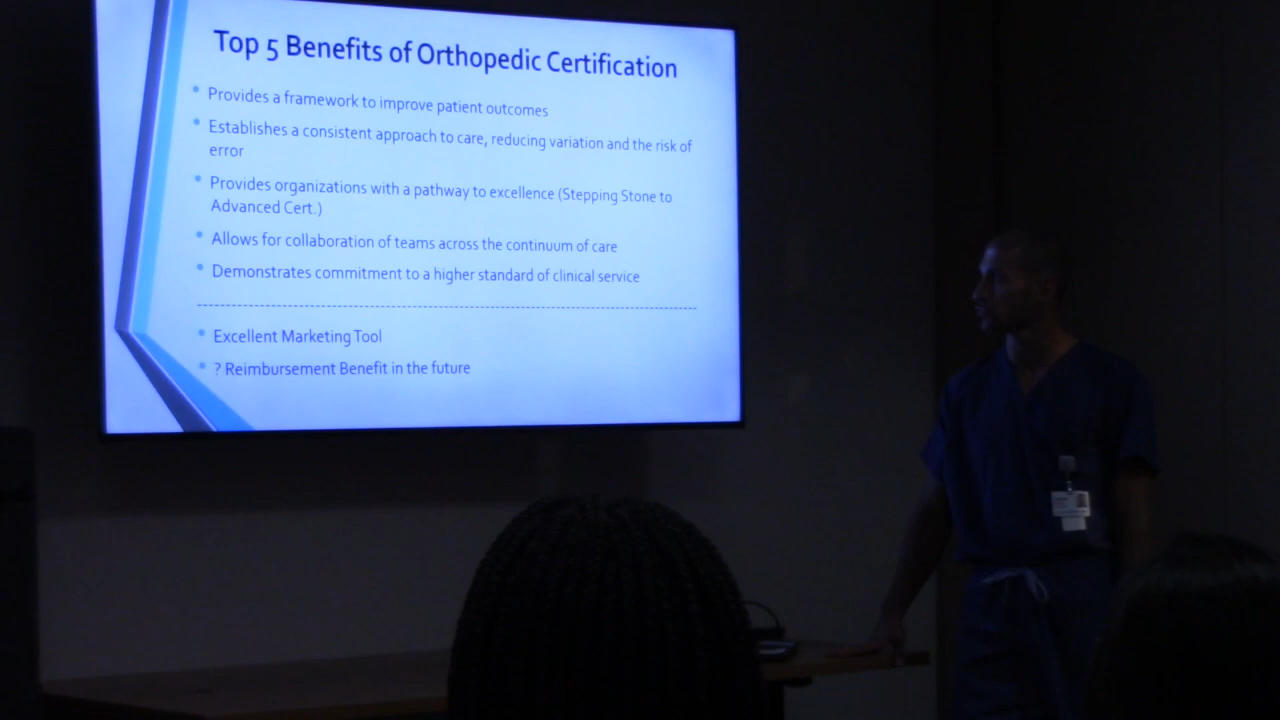 Top 5 Benefits of Orthopedic Certification
• Provides a framework to improve patient outcomes
• Establishes a consistent approach to care, reducing variation and the risk of
error
• Provides organizations with a pathway to excellence (Stepping Stone to
Advanced Cert.)
• Allows for collaboration of teams across the continuum of care
• Demonstrates commitment to a higher standard of clinical service
• Excellent Marketing Tool
• ? Reimbursement Benefit in the future